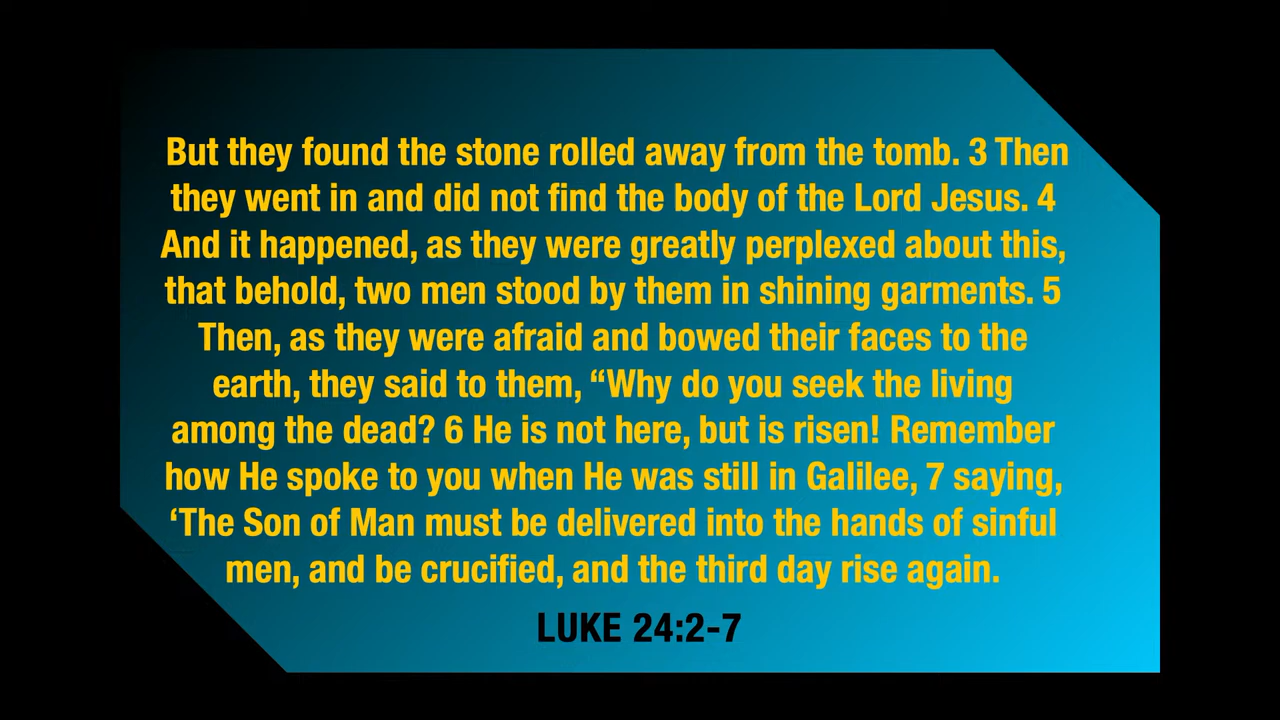 But they found the stone rolled away from the tomb. 3 Then
they went in and did not find the body of the Lord Jesus. 4
And it happened, as they were greatly perplexed about this,
that behold, two men stood by them in shining garments. 5
Then, as they were afraid and bowed their faces to the
earth, they said to them, “Why do you seek the living
among the dead? 6 He is not here, but is risen! Remember
how He spoke to you when He was still in Galilee, 7 saying,
‘The Son of Man must be delivered into the hands of sinful
men, and be crucified, and the third day rise again.
LUKE 24:2-7